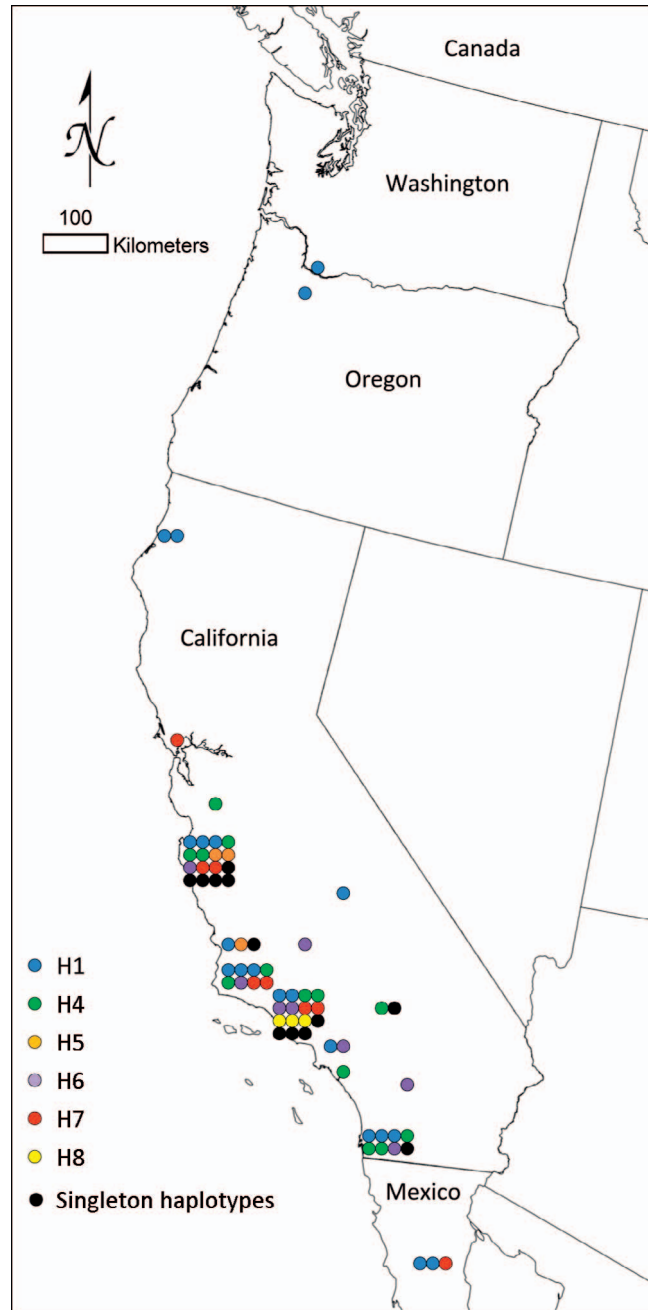 Canada
N
Washington
100
Kilometers
Oregon
California
H1
H4
H5
H6
H7
H8
Singleton haplotypes
Mexico